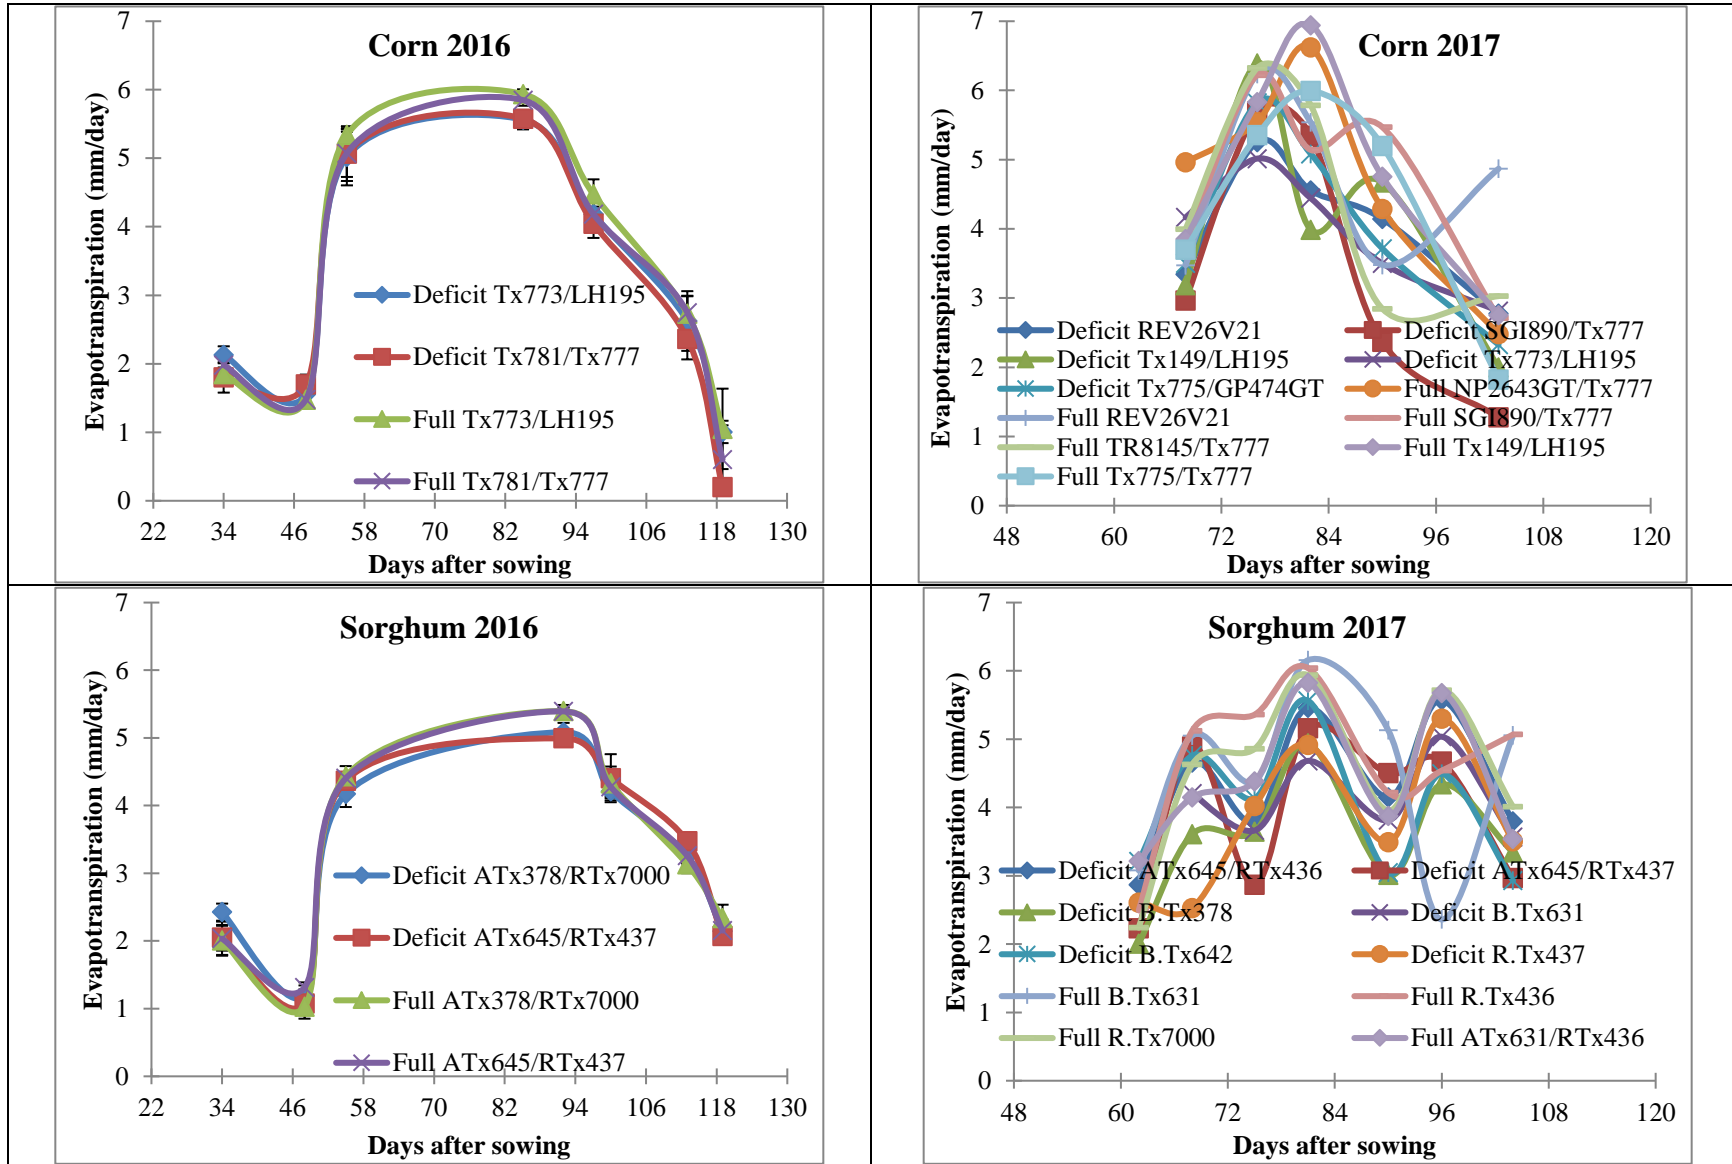 Corn 2016
Evapotranspiration (mm/day)
7
6
5
4
3
2
1
0
Deficit Tx773/LH195
Deficit Tx781/Tx777
Full Tx773/LH195
Full Tx781/Tx777
22 34 46 58 70 82 94 106 118 130
Days after sowing
Corn 2017
Evapotranspiration (mm/day)
7
6
5
4
3
2
1
0
Deficit REV26V21 Deficit SGI890/Tx777
Deficit Tx149/LH195 Deficit Tx773/LH195
Deficit Tx775/GP474GT Full NP2643GT/Tx777
Full REV26V21 Full SGI890/Tx777
Full TR8145/Tx777 Full Tx149/LH195
Full Tx775/Tx777
48 60 72 84 96 108 120
Days after sowing
Sorghum 2016
Evapotranspiration (mm/day)
7
6
5
4
3
2
1
0
Deficit ATx378/RTx7000
Deficit ATx645/RTx437
Full ATx378/RTx7000
Full ATx645/RTx437
22 34 46 58 70 82 94 106 118 130
Days after sowing
Sorghum 2017
Evapotranspiration (mm/day)
7
6
5
4
3
2
1
0
Deficit ATx645/RTx436 Deficit ATx645/RTx437
Deficit B.Tx378 Deficit B.Tx631
Deficit B.Tx642 Deficit R.Tx437
Full B.Tx631 Full R.Tx436
Full R.Tx7000 Full ATx631/RTx436
48 60 72 84 96 108 120
Days after sowing